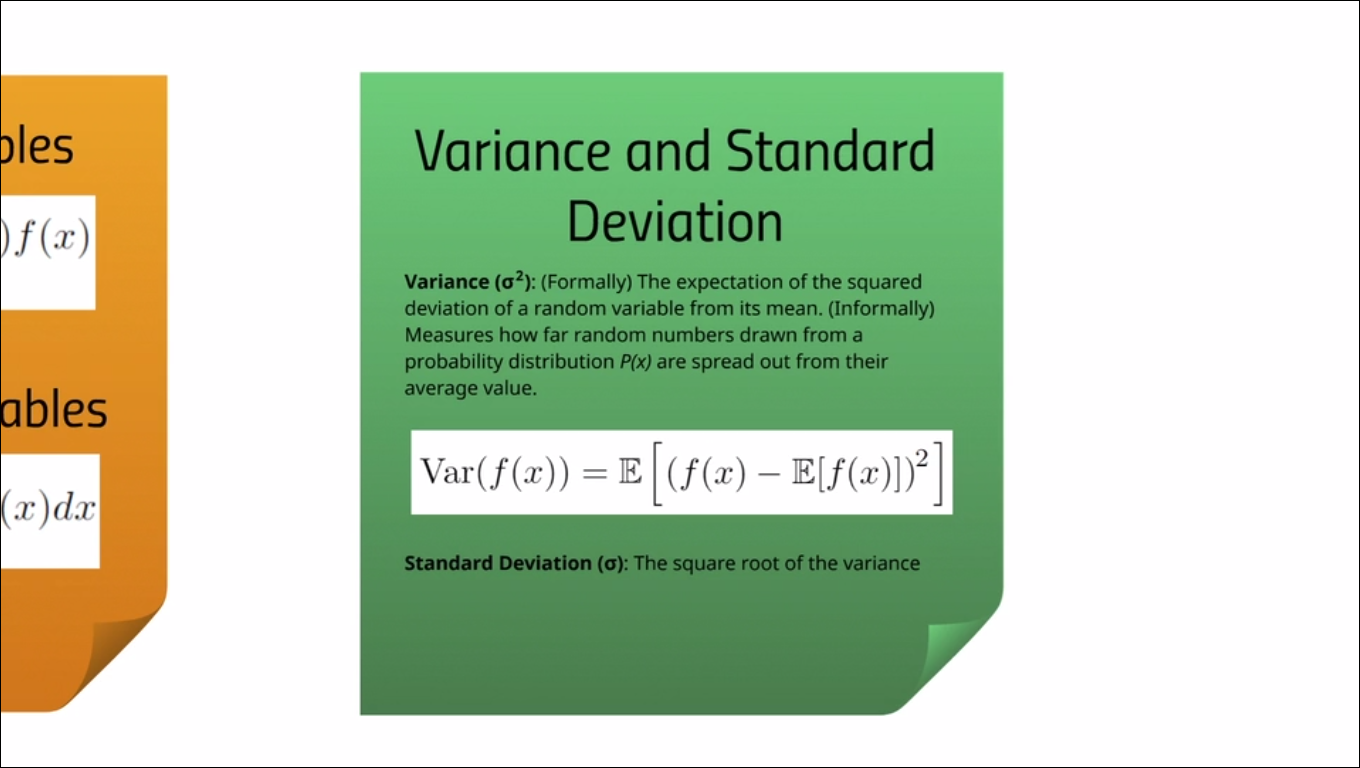 bles
)f(x)
ables
(x)dx
Variance and Standard
Deviation
Variance (σ²): (Formally) The expectation of the squared
deviation of a random variable from its mean. (Informally)
Measures how far random numbers drawn from a
probability distribution P(x) are spread out from their
average value.
Var(f(x)) = 𝔼[(f(x) − 𝔼[f(x)])²]
Standard Deviation (σ): The square root of the variance